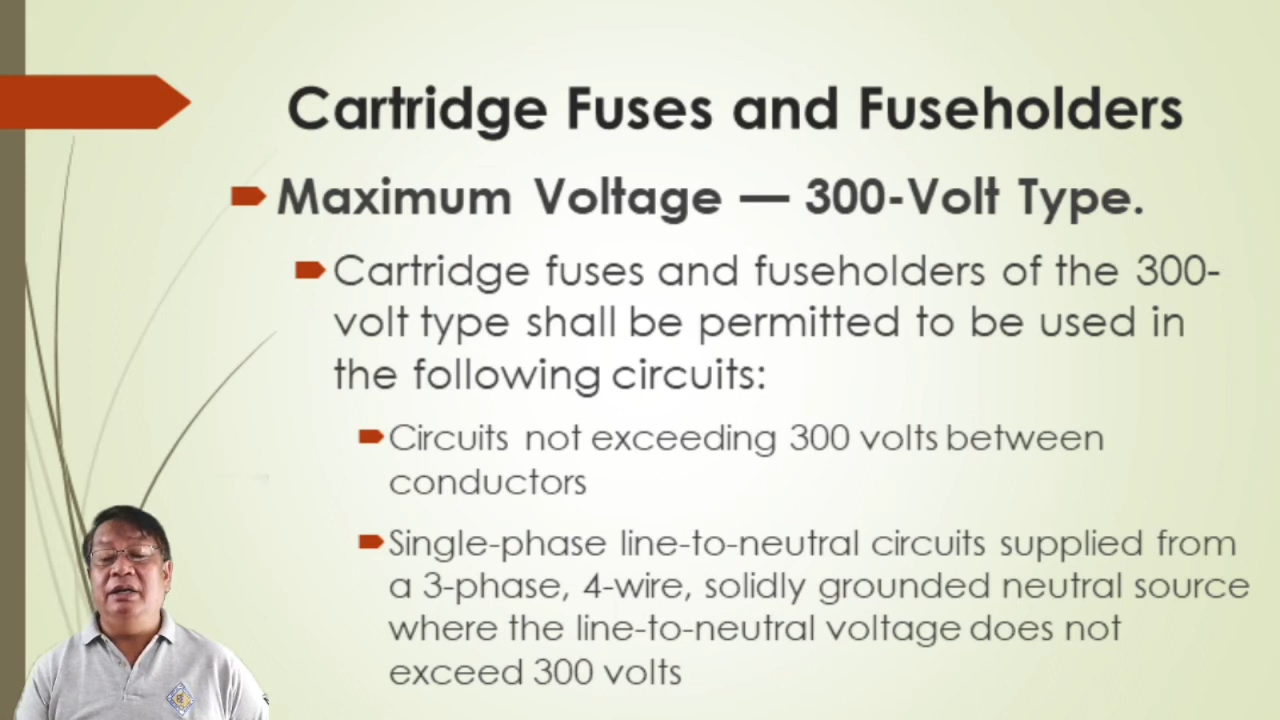 Cartridge Fuses and Fuseholders
Maximum Voltage — 300-Volt Type.
Cartridge fuses and fuseholders of the 300-
volt type shall be permitted to be used in
the following circuits:
Circuits not exceeding 300 volts between
conductors
Single-phase line-to-neutral circuits supplied from
a 3-phase, 4-wire, solidly grounded neutral source
where the line-to-neutral voltage does not
exceed 300 volts